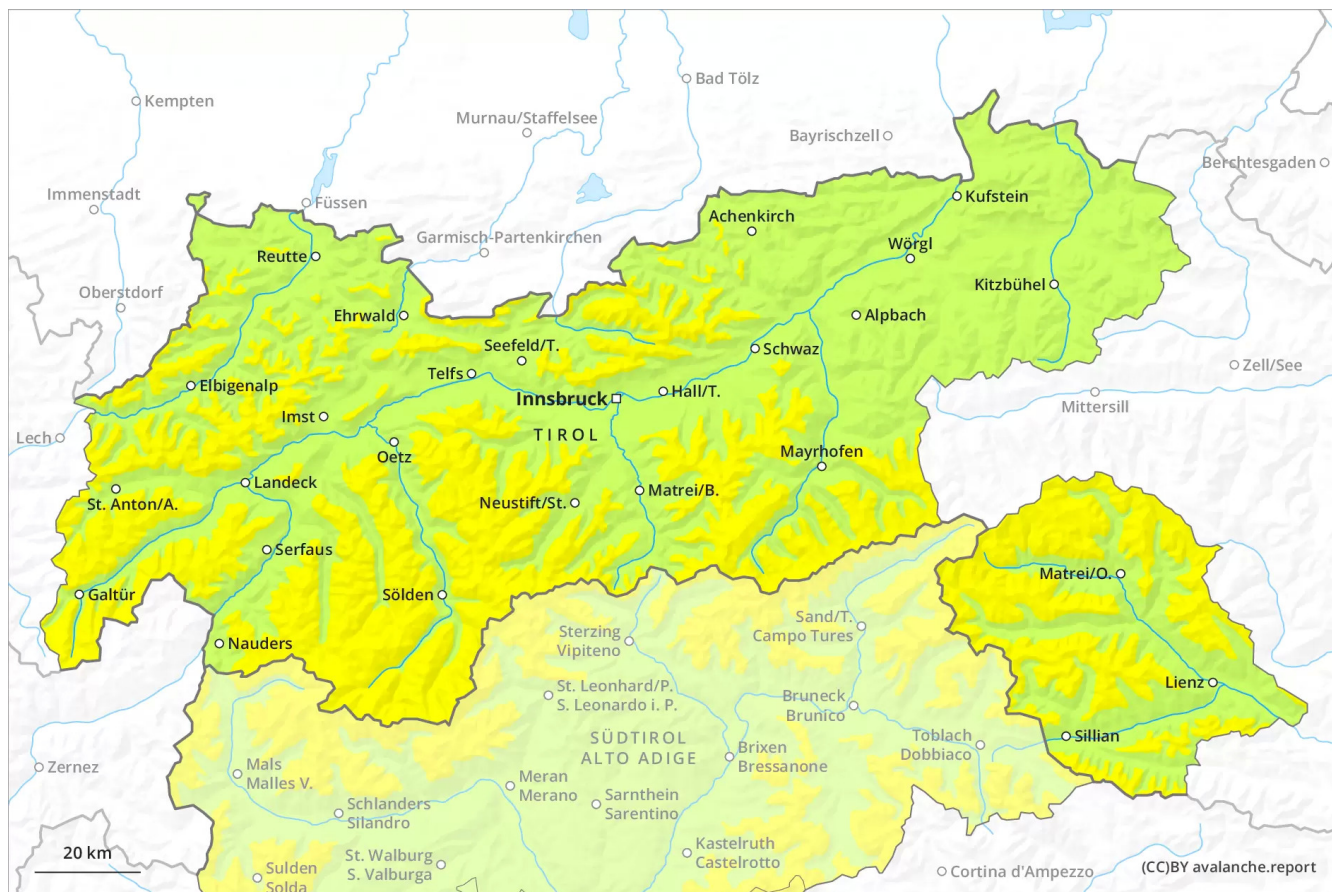 Bad Tölz
Kempten
Murnau/Staffelsee
Bayrischzell
Berchtesgaden
Immenstadt
Füssen
Kufstein
Achenkirch
Garmisch-Partenkirchen
Wörgl
Reutte
Kitzbühel
Oberstdorf
Ehrwald
Alpbach
Seefeld/T.
Schwaz
Zell/See
Telfs
Elbigenalp
Hall/T.
Innsbruck
Mittersill
Imst
TIROL
Lech
Oetz
Mayrhofen
Landeck
Matrei/B.
St. Anton/A.
Neustift/St.
Serfaus
Matrei/O.
Galtür
Sölden
Sand/T.
Campo Tures
Sterzing
Vipiteno
Nauders
Lienz
St. Leonhard/P.
S. Leonardo i. P.
Bruneck
Brunico
Sillian
SÜDTIROL
ALTO ADIGE
Toblach
Dobbiaco
Brixen
Bressanone
Zernez
Mals
Malles V.
Meran
Merano
Sarnthein
Sarentino
Schlanders
Silandro
Kastelruth
Castelrotto
20 km
St. Walburg
S. Valburga
Sulden
Solda
Cortina d'Ampezzo
(CC)BY avalanche.report